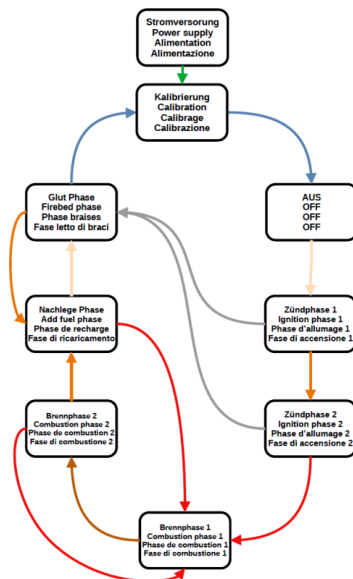 Stromversorung
Power supply
Alimentation
Alimentazione
Kalibrierung
Calibration
Calibrage
Calibrazione
Glut Phase
Firebed phase
Phase braises
Fase letto di braci
AUS
OFF
OFF
OFF
Nachlege Phase
Add fuel phase
Phase de recharge
Fase di ricaricamento
Zündphase 1
Ignition phase 1
Phase d'allumage 1
Fase di accensione 1
Brennphase 2
Combustion phase 2
Phase de combustion 2
Fase di combustione 2
Zündphase 2
Ignition phase 2
Phase d'allumage 2
Fase di accensione 2
Brennphase 1
Combustion phase 1
Phase de combustion 1
Fase di combustione 1